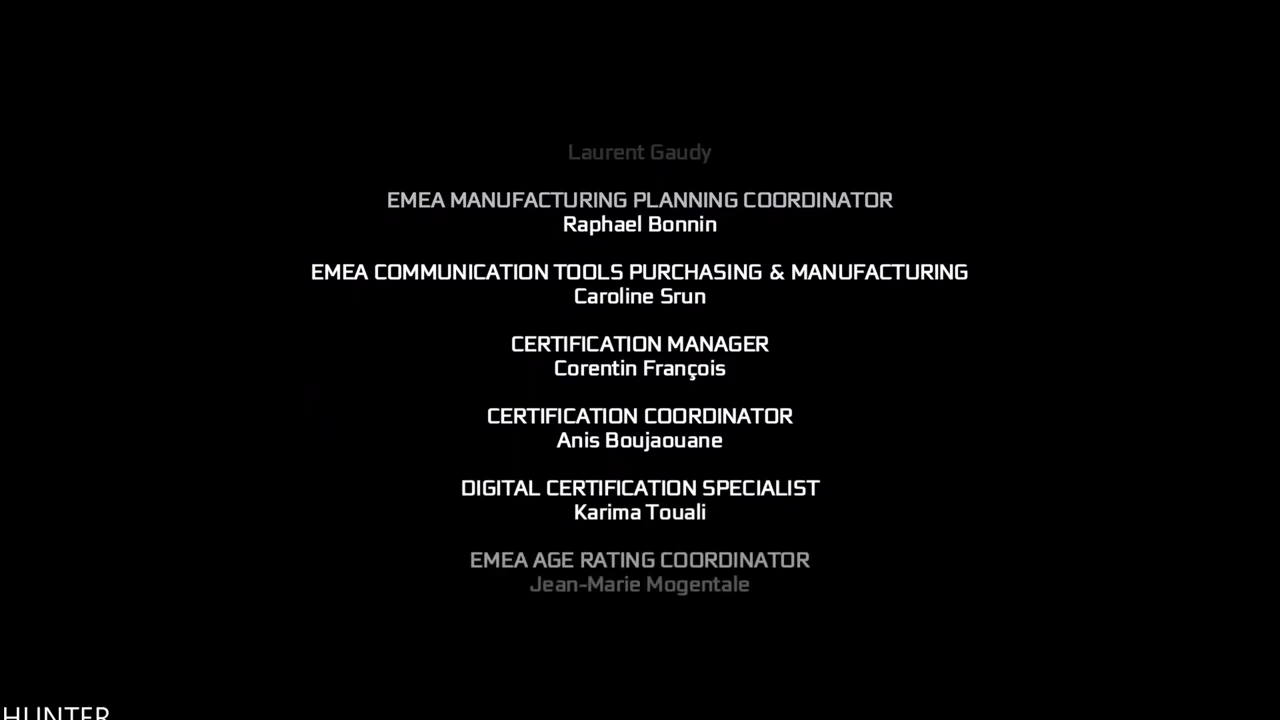 Laurent Gaudy
EMEA MANUFACTURING PLANNING COORDINATOR
Raphael Bonnin
EMEA COMMUNICATION TOOLS PURCHASING & MANUFACTURING
Caroline Srun
CERTIFICATION MANAGER
Corentin François
CERTIFICATION COORDINATOR
Anis Boujaouane
DIGITAL CERTIFICATION SPECIALIST
Karima Touali
EMEA AGE RATING COORDINATOR
Jean-Marie Mogentale
HUNTER